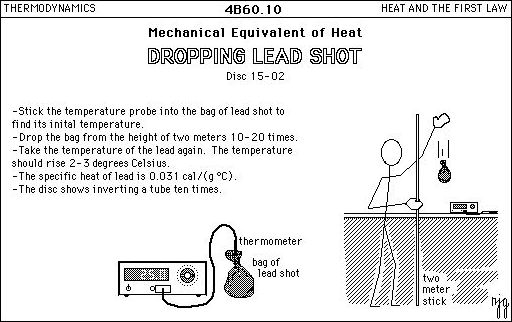 THERMODYNAMICS 4B60.10 HEAT AND THE FIRST LAW
Mechanical Equivalent of Heat
DROPPING LEAD SHOT
Disc 15-02
-Stick the temperature probe into the bag of lead shot to
find its inital temperature.
-Drop the bag from the height of two meters 10-20 times.
-Take the temperature of the lead again. The temperature
should rise 2-3 degrees Celsius.
-The specific heat of lead is 0.031 cal/(g °C).
-The disc shows inverting a tube ten times.
thermometer
bag of
lead shot
two
meter
stick